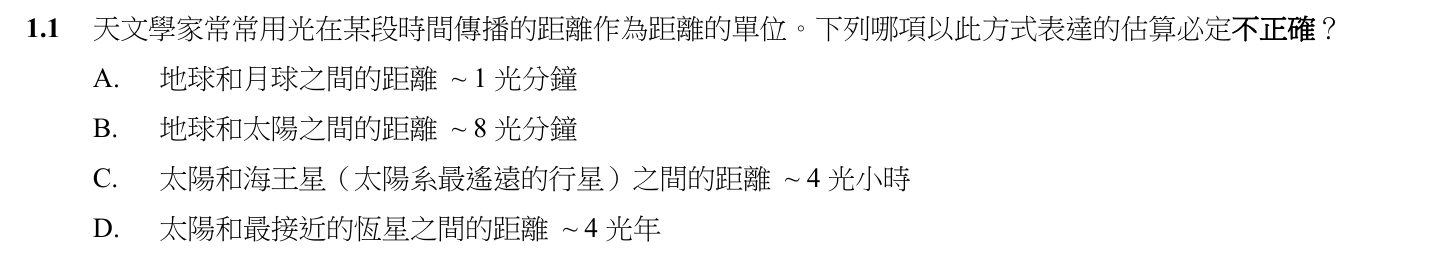 1.1 天文學家常常用光在某段時間傳播的距離作為距離的單位。下列哪項以此方式表達的估算必定不正確？
A. 地球和月球之間的距離 ~ 1 光分鐘
B. 地球和太陽之間的距離 ~ 8 光分鐘
C. 太陽和海王星（太陽系最遙遠的行星）之間的距離 ~ 4 光小時
D. 太陽和最接近的恆星之間的距離 ~ 4 光年